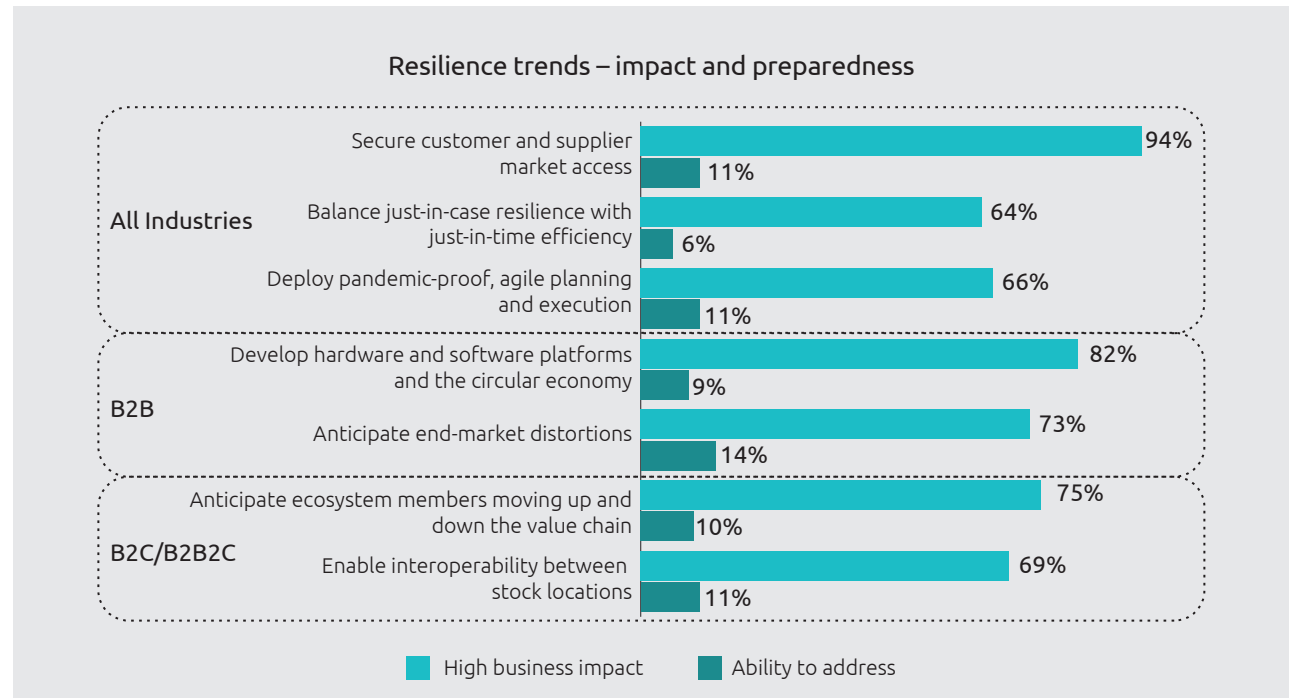 Resilience trends – impact and preparedness
All Industries
Secure customer and supplier
market access
94%
11%
Balance just-in-case resilience with
just-in-time efficiency
64%
6%
Deploy pandemic-proof, agile planning
and execution
66%
11%
B2B
Develop hardware and software platforms
and the circular economy
82%
9%
Anticipate end-market distortions
73%
14%
B2C/B2B2C
Anticipate ecosystem members moving up and
down the value chain
75%
10%
Enable interoperability between
stock locations
69%
11%
High business impact
Ability to address